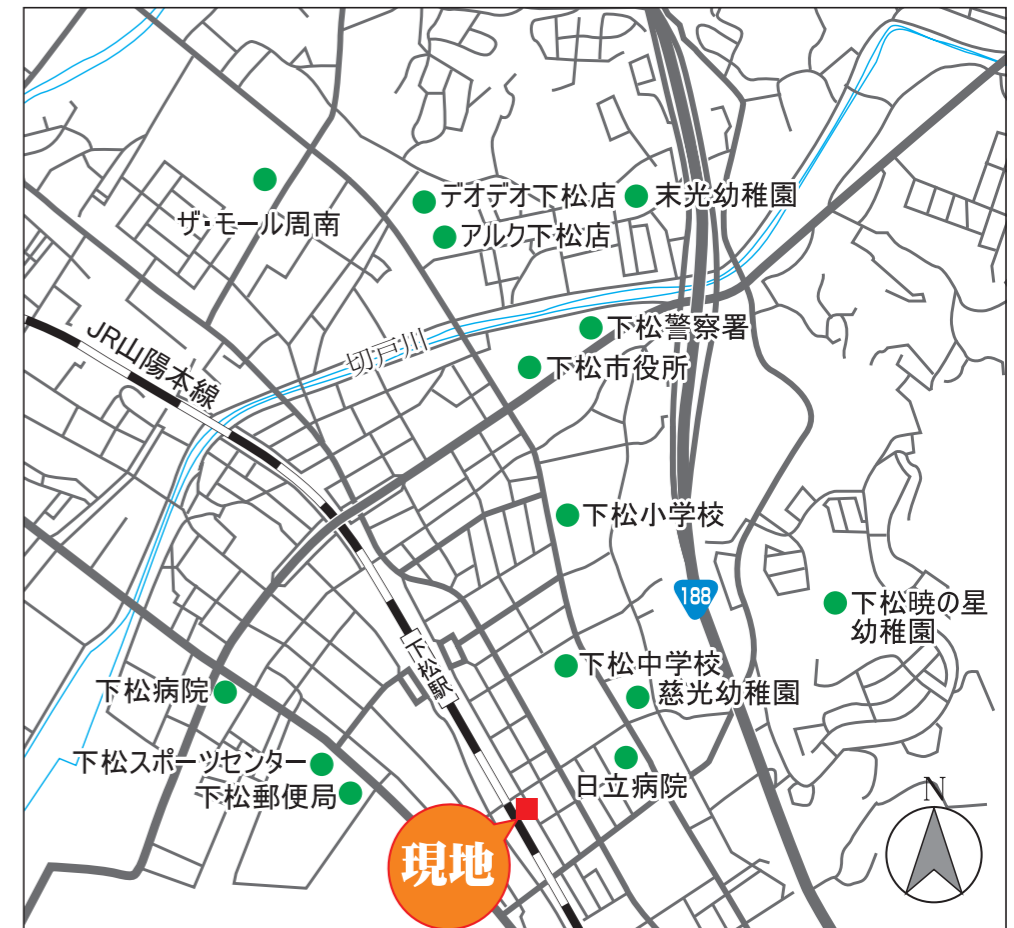 デオデオ下松店
末光幼稚園
ザ・モール周南
アルク下松店
下松警察署
JR山陽本線
切戸川
下松市役所
下松小学校
188
下松暁の星
幼稚園
下松駅
下松中学校
下松病院
慈光幼稚園
下松スポーツセンター
日立病院
下松郵便局
N
現地